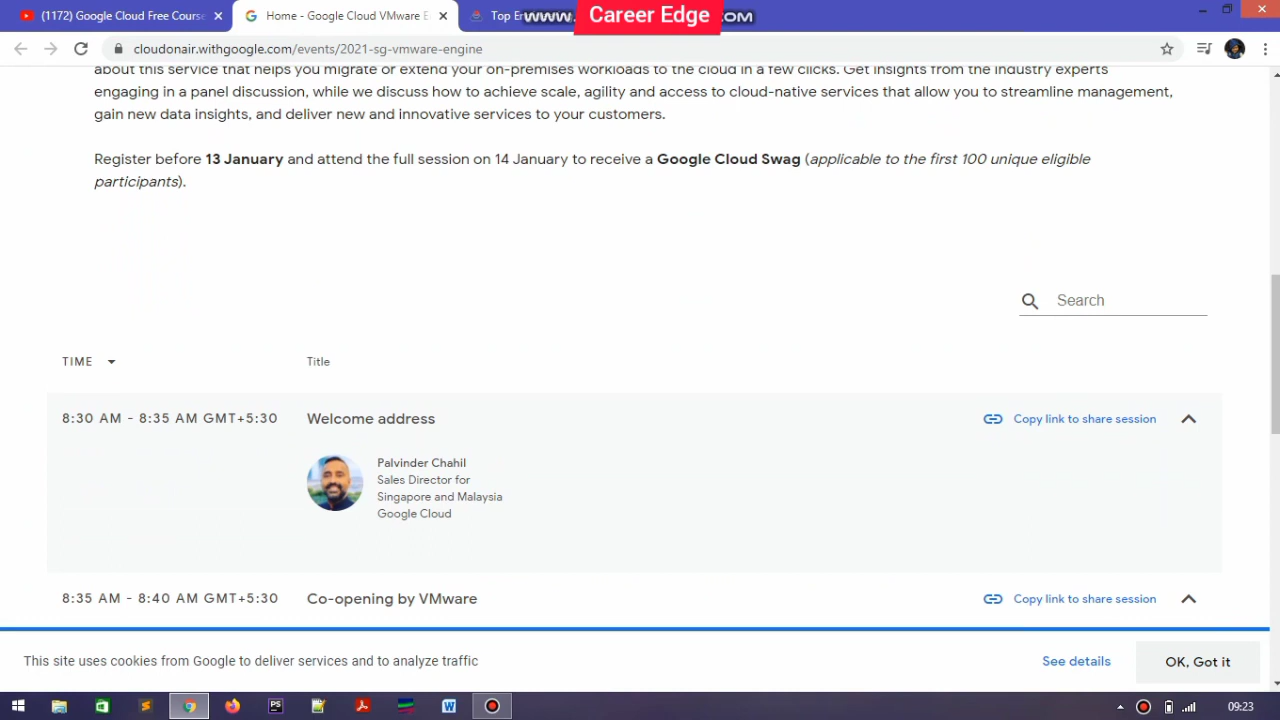 (1172) Google Cloud Free Course
Home - Google Cloud VMware E
Top E
WWW.
Career Edge
.COM
cloudonair.withgoogle.com/events/2021-sg-vmware-engine
about this service that helps you migrate or extend your on-premises workloads to the cloud in a few clicks. Get insights from the industry experts
engaging in a panel discussion, while we discuss how to achieve scale, agility and access to cloud-native services that allow you to streamline management,
gain new data insights, and deliver new and innovative services to your customers.
Register before 13 January and attend the full session on 14 January to receive a Google Cloud Swag (applicable to the first 100 unique eligible
participants).
Search
TIME
Title
8:30 AM - 8:35 AM GMT+5:30
Welcome address
Copy link to share session
Palvinder Chahil
Sales Director for
Singapore and Malaysia
Google Cloud
8:35 AM - 8:40 AM GMT+5:30
Co-opening by VMware
Copy link to share session
This site uses cookies from Google to deliver services and to analyze traffic
See details
OK, Got it
PS
W
09:23